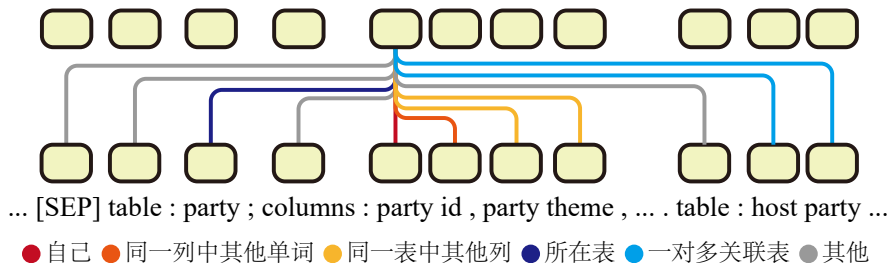 ... [SEP] table : party ; columns : party id , party theme , ... . table : host party ...
自己 同一列中其他单词 同一表中其他列 所在表 一对多关联表 其他